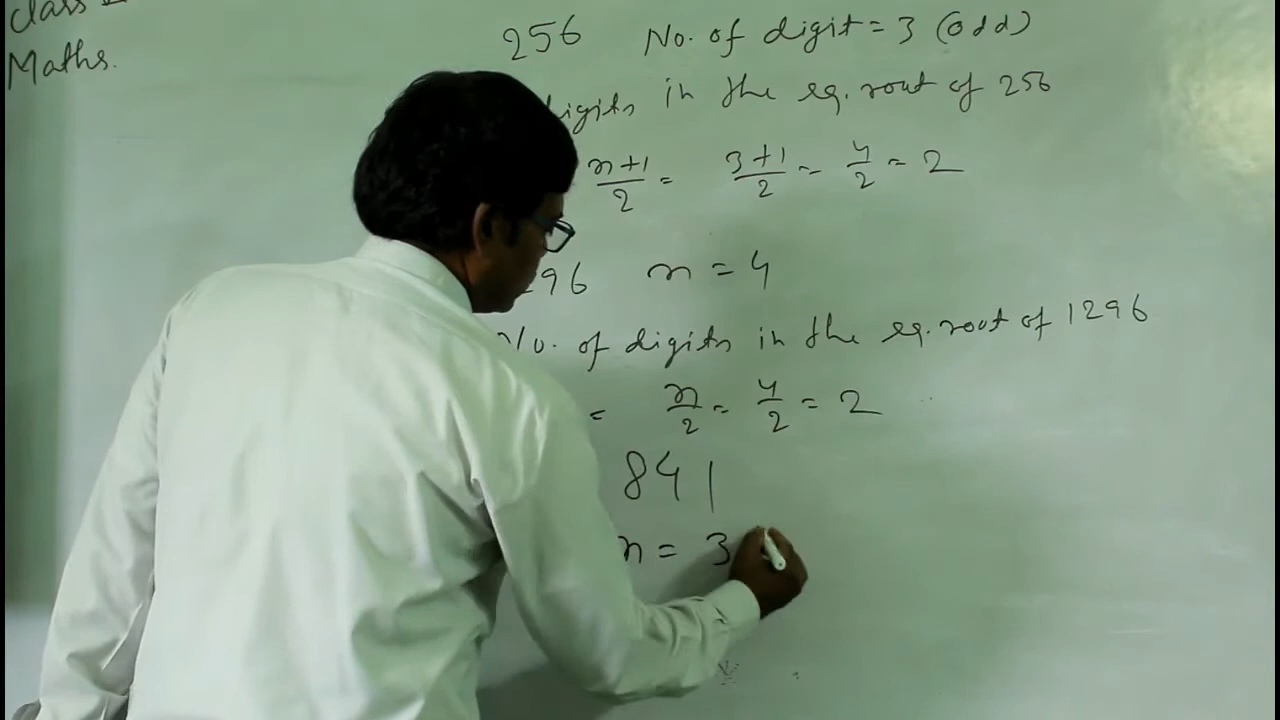 Class
Maths.
256 No. of digit = 3 (odd)
digits in the sq. root of 256
n+1/2 = 3+1/2 = 4/2 = 2
296 n = 4
No. of digits in the sq. root of 1296
= n/2 = 4/2 = 2
841
n = 3